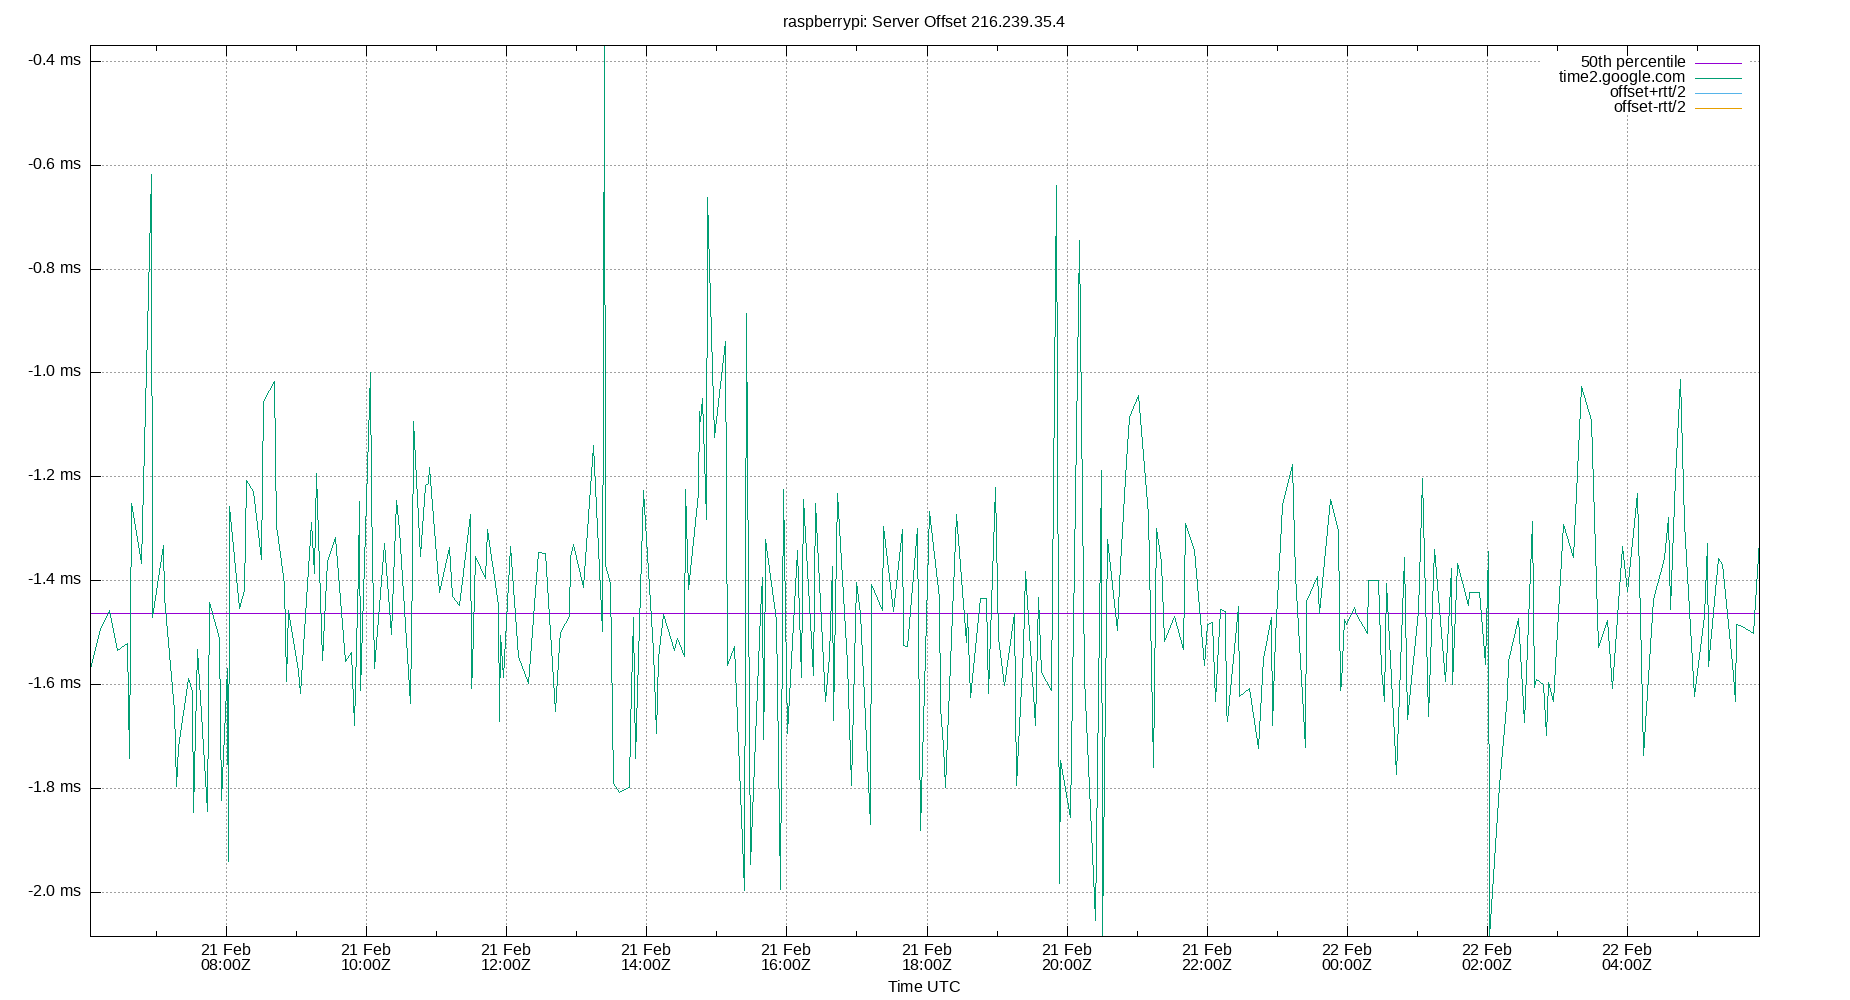 raspberrypi: Server Offset 216.239.35.4
50th percentile
time2.google.com
offset+rtt/2
offset-rtt/2
-0.4 ms
-0.6 ms
-0.8 ms
-1.0 ms
-1.2 ms
-1.4 ms
-1.6 ms
-1.8 ms
-2.0 ms
21 Feb 21 Feb 21 Feb 21 Feb 21 Feb 21 Feb 21 Feb 21 Feb 22 Feb 22 Feb 22 Feb
08:00Z 10:00Z 12:00Z 14:00Z 16:00Z 18:00Z 20:00Z 22:00Z 00:00Z 02:00Z 04:00Z
Time UTC